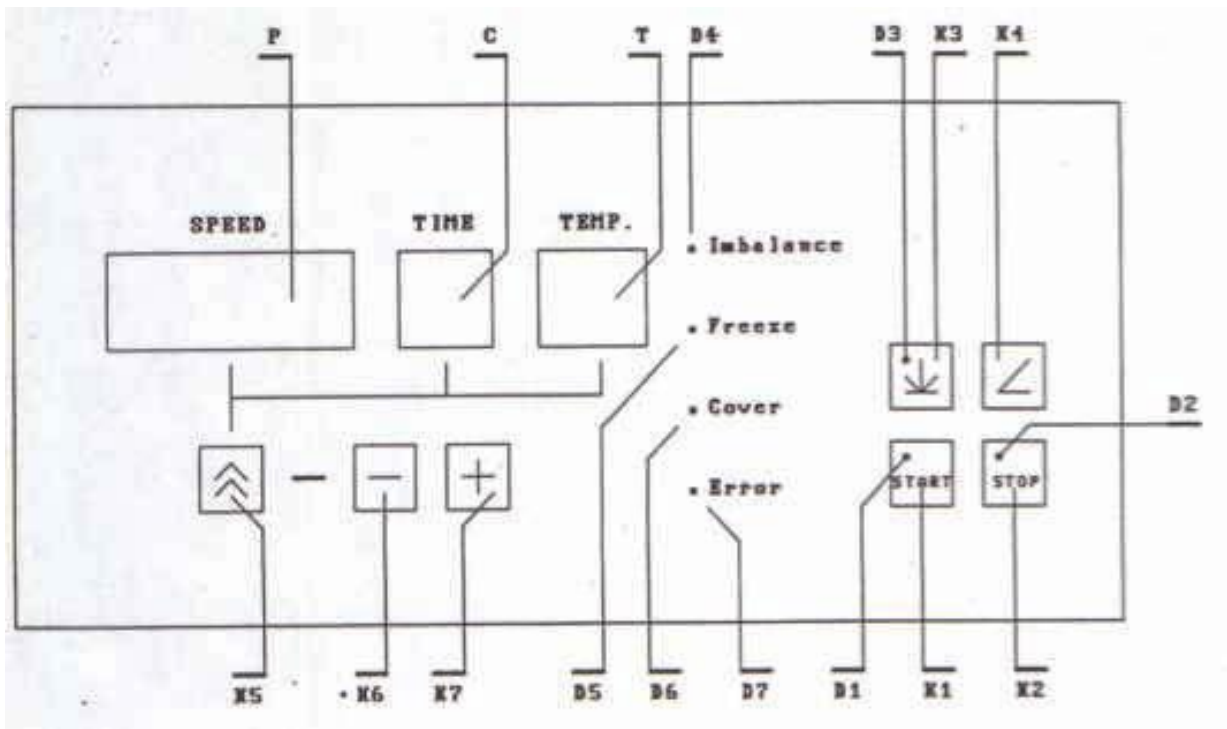 P C T D4 D3 K3 K4
SPEED TIME TEMP.
Imbalance
Freeze
Cover
D2
Error
START STOP
K5 K6 K7 D5 D6 D7 D1 K1 K2